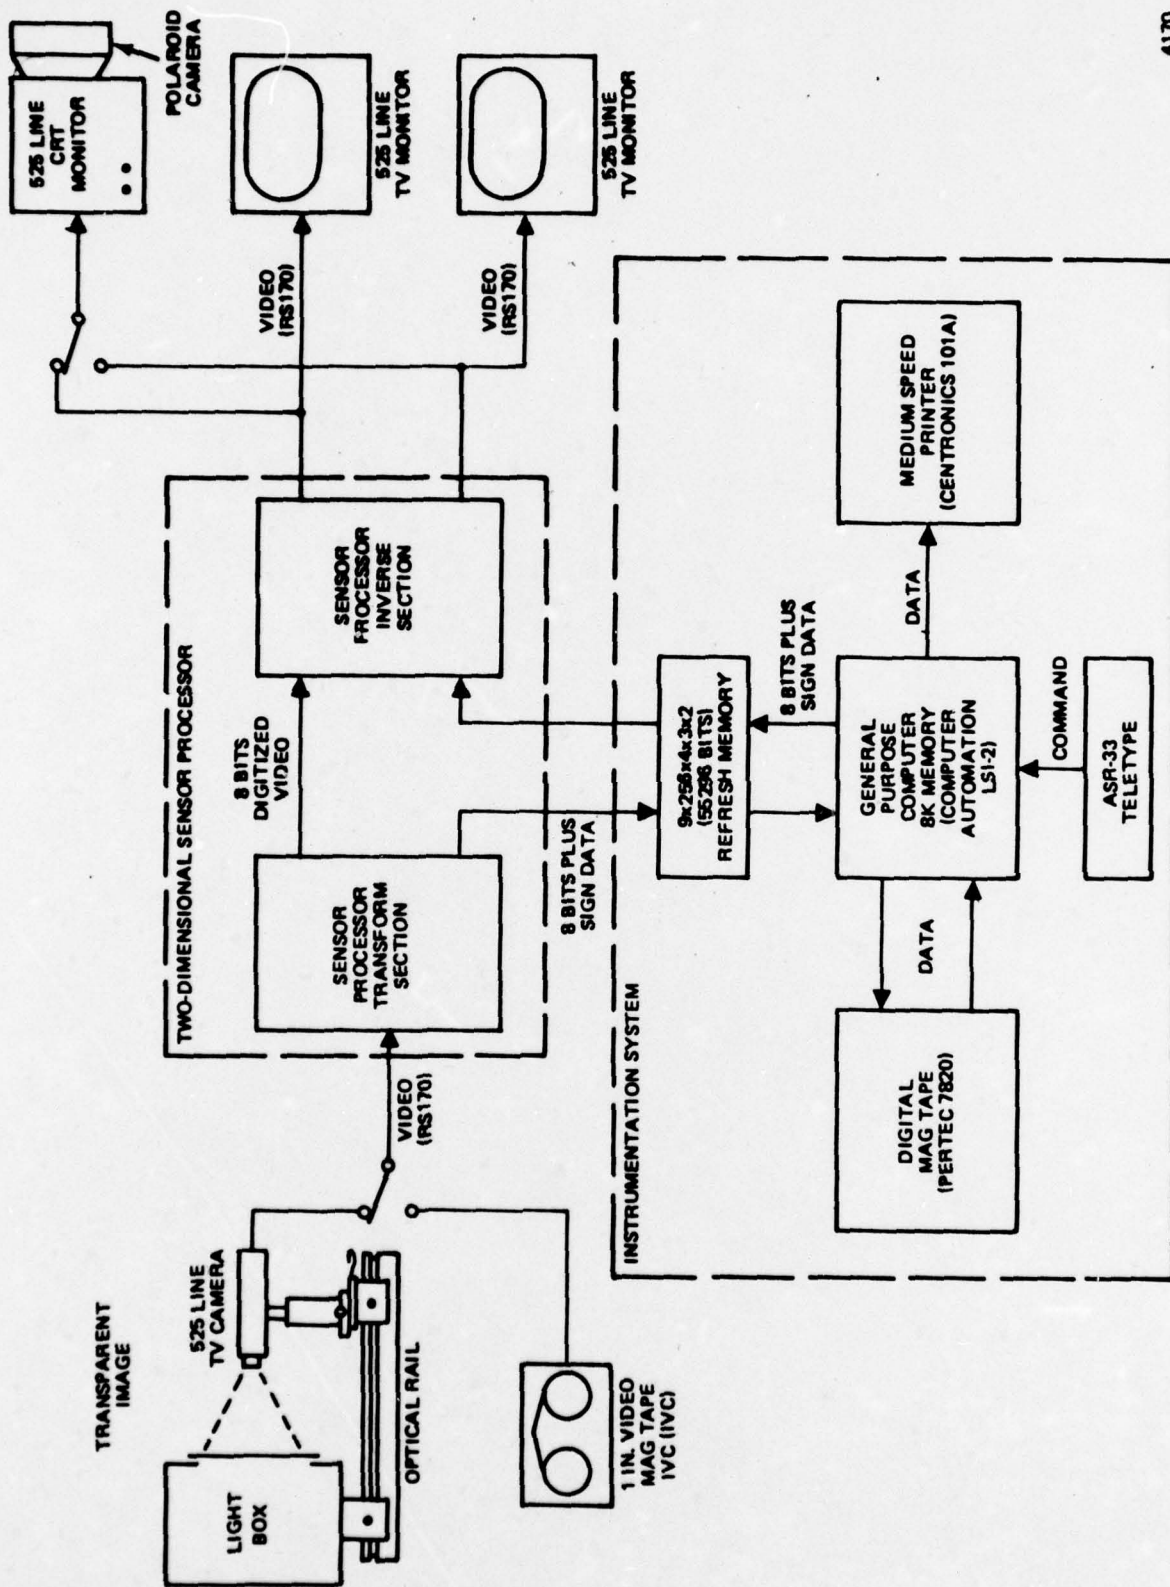 TRANSPARENT
IMAGE
525 LINE
TV CAMERA
LIGHT
BOX
OPTICAL RAIL
1 IN. VIDEO
MAG TAPE
IVC (IVC)
VIDEO
(RS170)
TWO-DIMENSIONAL SENSOR PROCESSOR
SENSOR
PROCESSOR
TRANSFORM
SECTION
8 BITS
DIGITIZED
VIDEO
SENSOR
PROCESSOR
INVERSE
SECTION
8 BITS PLUS
SIGN DATA
525 LINE
CRT
MONITOR
POLAROID
CAMERA
VIDEO
(RS170)
525 LINE
TV MONITOR
VIDEO
(RS170)
525 LINE
TV MONITOR
INSTRUMENTATION SYSTEM
9x256x4x3x2
(55296 BITS)
REFRESH MEMORY
8 BITS PLUS
SIGN DATA
DIGITAL
MAG TAPE
(PERTEC 7820)
DATA
GENERAL
PURPOSE
COMPUTER
8K MEMORY
(COMPUTER
AUTOMATION
LSI-2)
DATA
MEDIUM SPEED
PRINTER
(CENTRONICS 101A)
COMMAND
ASR-33
TELETYPE